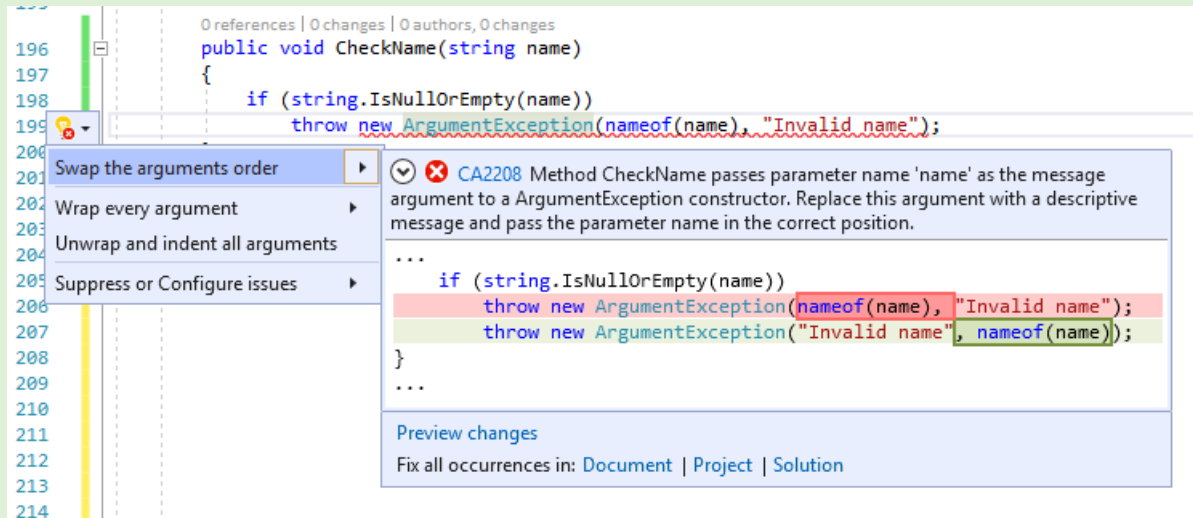 195
0 references | 0 changes | 0 authors, 0 changes
196 public void CheckName(string name)
197 {
198 if (string.IsNullOrEmpty(name))
199 throw new ArgumentException(nameof(name), "Invalid name");
200
201 Swap the arguments order
202 Wrap every argument
203
204 Unwrap and indent all arguments
205 Suppress or Configure issues
206
207
208
209
210
211
212
213
214
CA2208 Method CheckName passes parameter name 'name' as the message
argument to a ArgumentException constructor. Replace this argument with a descriptive
message and pass the parameter name in the correct position.
...
if (string.IsNullOrEmpty(name))
throw new ArgumentException(nameof(name), "Invalid name");
throw new ArgumentException("Invalid name", nameof(name));
}
...
Preview changes
Fix all occurrences in: Document | Project | Solution